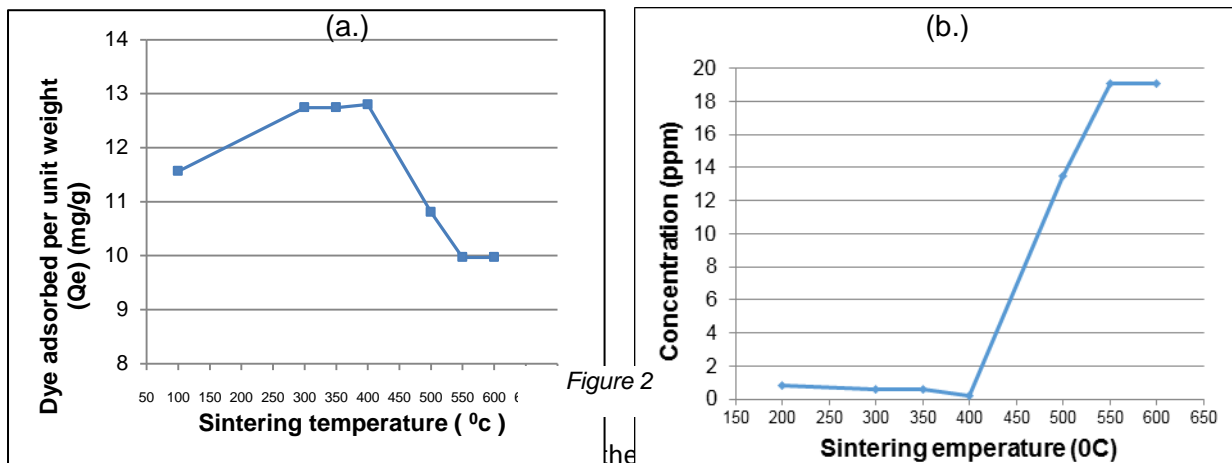 (a.)
14
13
12
11
10
9
8
Dye adsorbed per unit weight
(Qe) (mg/g)
50 100 150 200 250 300 350 400 450 500 550 600 6
Sintering temperature ( ⁰c )
Figure 2
the
(b.)
20
18
16
14
12
10
8
6
4
2
0
Concentration (ppm)
150 200 250 300 350 400 450 500 550 600 650
Sintering emperature (0C)